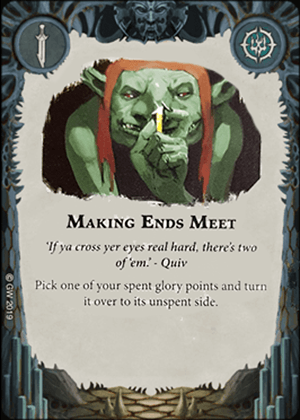 MAKING ENDS MEET
'If ya cross yer eyes real hard, there's two
of 'em.' - Quiv
Pick one of your spent glory points and turn
it over to its unspent side.
© GW 2019